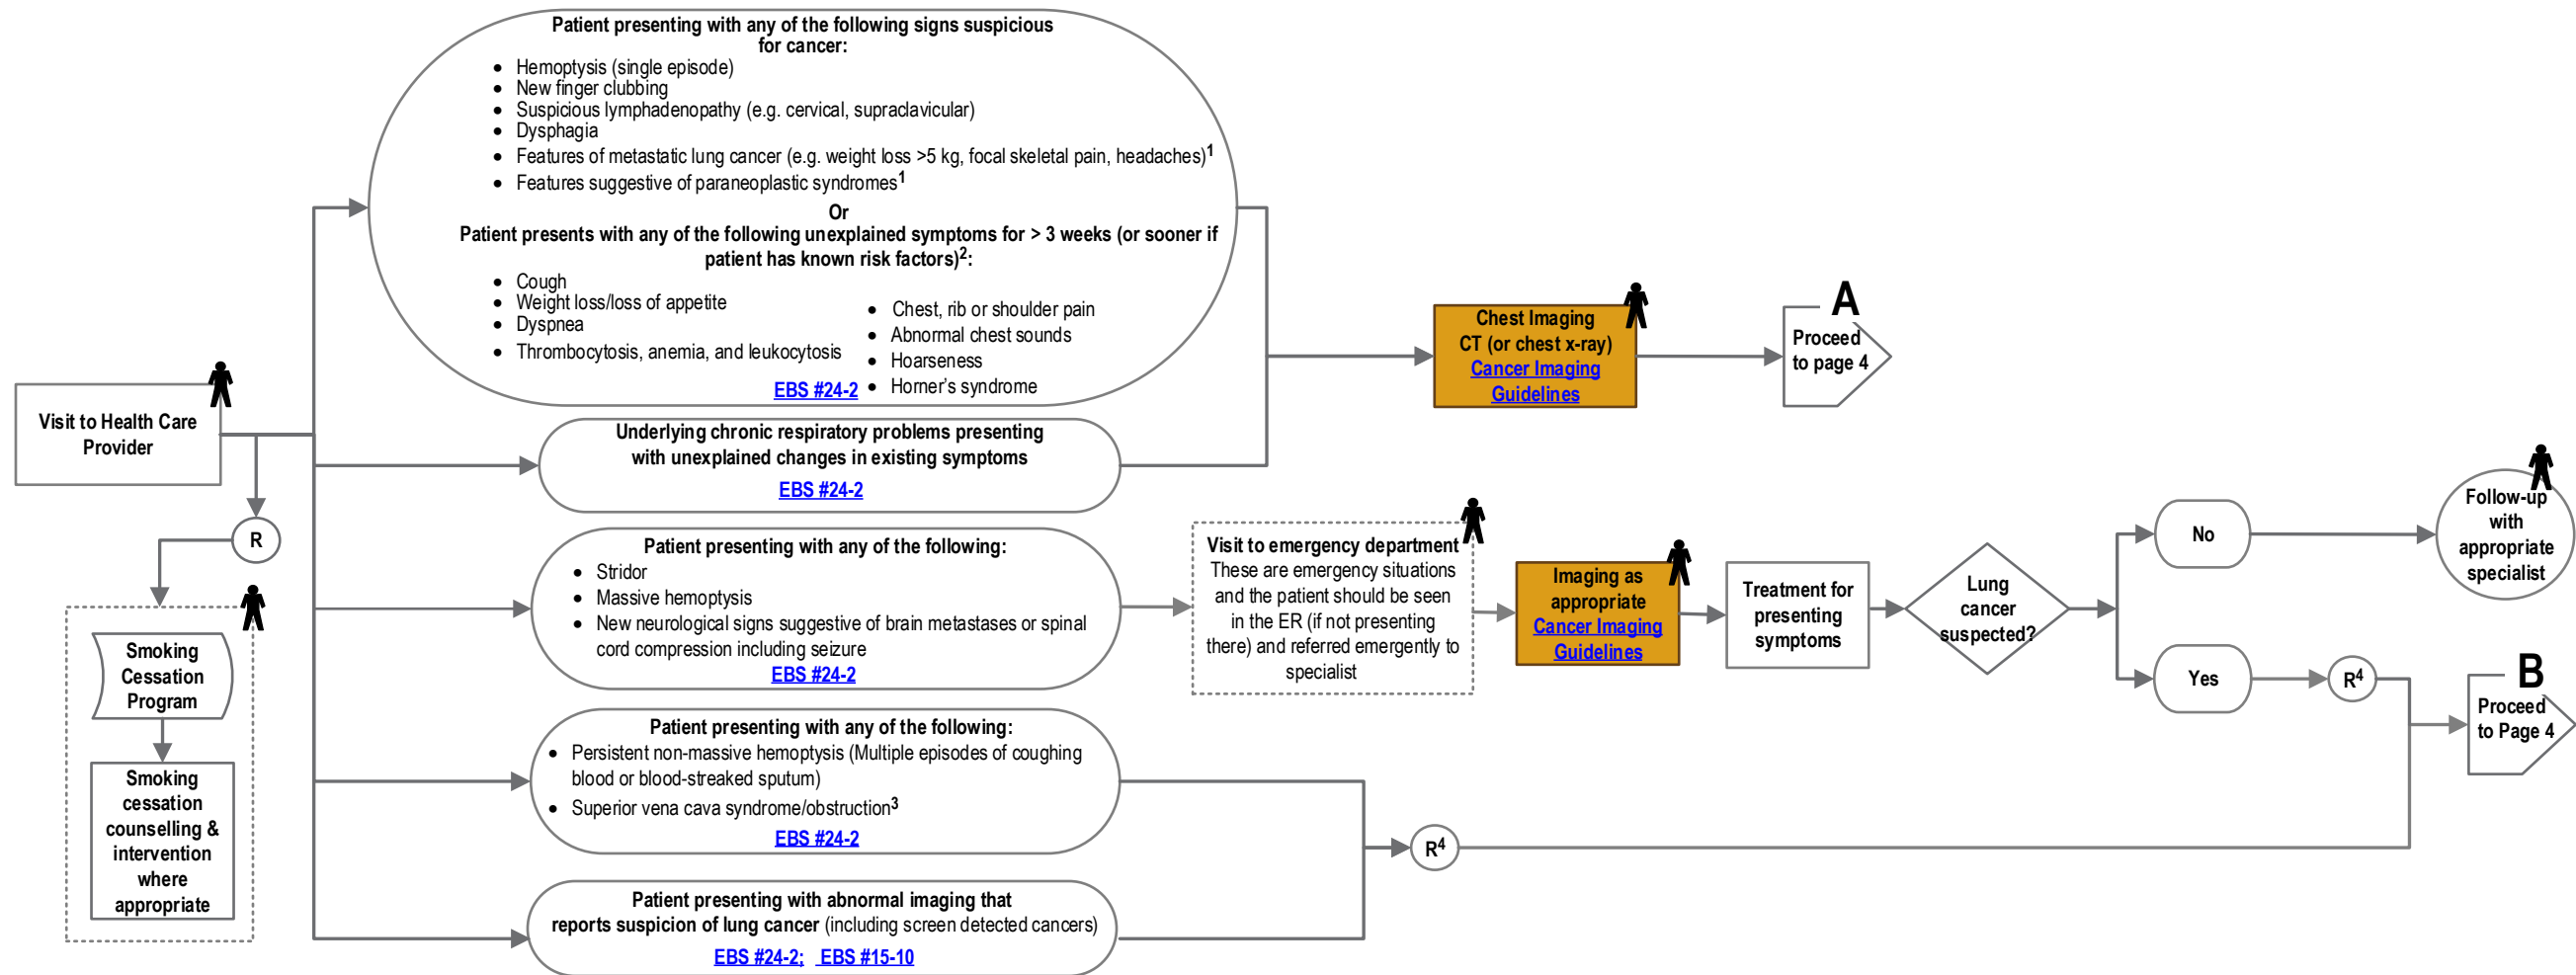 Visit to Health Care
Provider
R
Smoking
Cessation
Program
Smoking
cessation
counselling &
intervention
where
appropriate
Patient presenting with any of the following signs suspicious
for cancer:
• Hemoptysis (single episode)
• New finger clubbing
• Suspicious lymphadenopathy (e.g. cervical, supraclavicular)
• Dysphagia
• Features of metastatic lung cancer (e.g. weight loss >5 kg, focal skeletal pain, headaches)1
• Features suggestive of paraneoplastic syndromes1
Or
Patient presents with any of the following unexplained symptoms for > 3 weeks (or sooner if
patient has known risk factors)2:
• Cough
• Weight loss/loss of appetite
• Dyspnea
• Thrombocytosis, anemia, and leukocytosis
• Chest, rib or shoulder pain
• Abnormal chest sounds
• Hoarseness
• Horner's syndrome
EBS #24-2
Underlying chronic respiratory problems presenting
with unexplained changes in existing symptoms
EBS #24-2
Chest Imaging
CT (or chest x-ray)
Cancer Imaging
Guidelines
A
Proceed
to page 4
Patient presenting with any of the following:
• Stridor
• Massive hemoptysis
• New neurological signs suggestive of brain metastases or spinal
cord compression including seizure
EBS #24-2
Visit to emergency department
These are emergency situations
and the patient should be seen
in the ER (if not presenting
there) and referred emergently to
specialist
Imaging as
appropriate
Cancer Imaging
Guidelines
Treatment for
presenting
symptoms
Lung
cancer
suspected?
No
Follow-up
with
appropriate
specialist
Yes
R4
B
Proceed
to Page 4
Patient presenting with any of the following:
• Persistent non-massive hemoptysis (Multiple episodes of coughing
blood or blood-streaked sputum)
• Superior vena cava syndrome/obstruction3
EBS #24-2
R4
Patient presenting with abnormal imaging that
reports suspicion of lung cancer (including screen detected cancers)
EBS #24-2; EBS #15-10